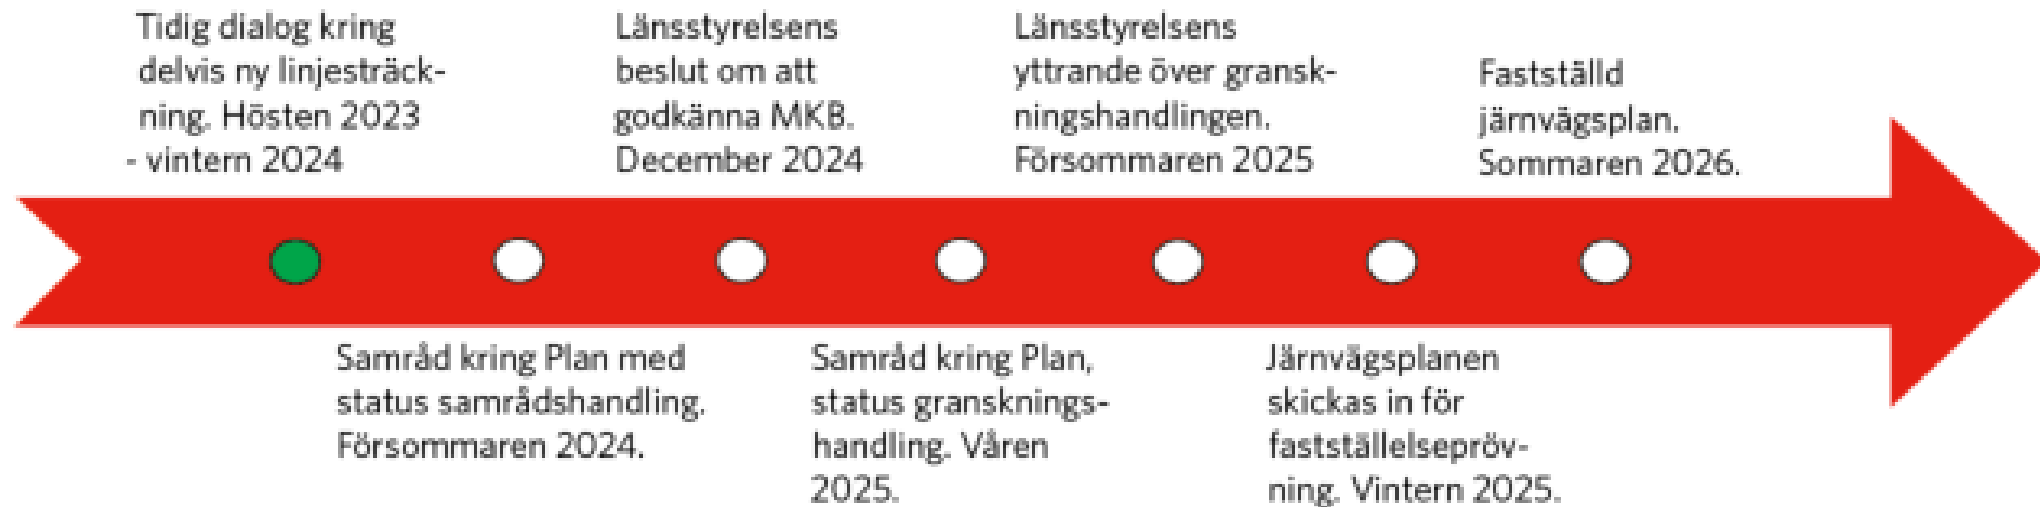 Tidig dialog kring
delvis ny linjesträck-
ning. Hösten 2023
- vintern 2024
Samråd kring Plan med
status samrådshandling.
Försommaren 2024.
Länsstyrelsens
beslut om att
godkänna MKB.
December 2024
Samråd kring Plan,
status gransknings-
handling. Våren
2025.
Länsstyrelsens
yttrande över gransk-
ningshandlingen.
Försommaren 2025
Järnvägsplanen
skickas in för
fastställelsepröv-
ning. Vintern 2025.
Fastställd
järnvägsplan.
Sommaren 2026.